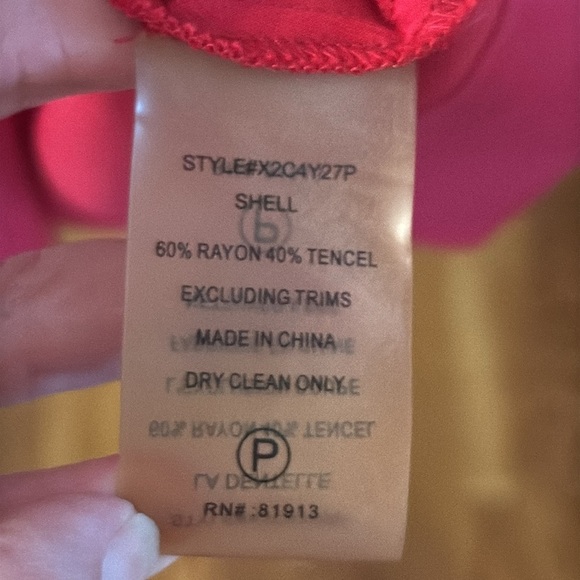 STYLE#X2C4Y27P
SHELL
60% RAYON 40% TENCEL
EXCLUDING TRIMS
MADE IN CHINA
DRY CLEAN ONLY
P
RN# :81913